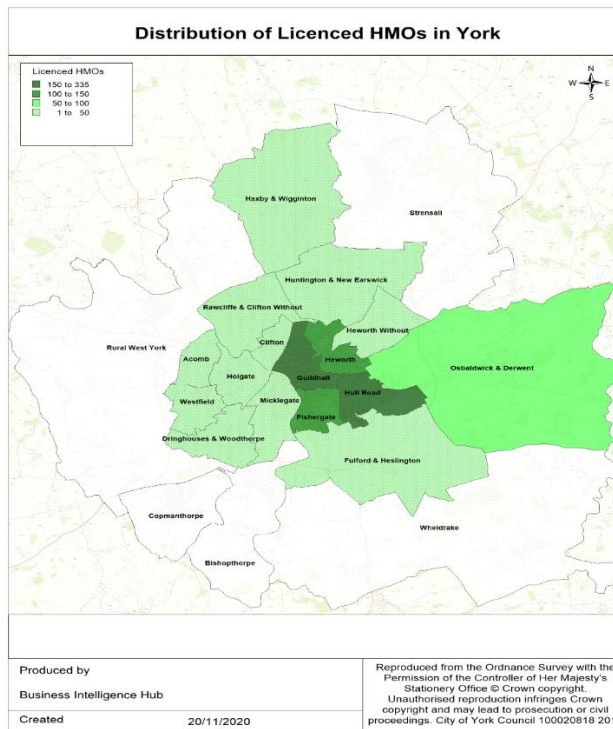 Distribution of Licenced HMOs in York
Licenced HMOs
150 to 335
100 to 150
50 to 100
1 to 50
N
W E
S
Haxby & Wigginton
Strensall
Huntington & New Earswick
Rawcliffe & Clifton Without
Heworth Without
Rural West York
Clifton
Acomb
Heworth
Osbaldwick & Derwent
Holgate
Guildhall
Hull Road
Westfield
Micklegate
Fishergate
Dringhouses & Woodthorpe
Fulford & Heslington
Copmanthorpe
Wheldrake
Bishopthorpe
Produced by
Business Intelligence Hub
Created 20/11/2020
Reproduced from the Ordnance Survey with the
Permission of the Controller of Her Majesty's
Stationery Office © Crown copyright.
Unauthorised reproduction infringes Crown
copyright and may lead to prosecution or civil
proceedings. City of York Council 100020818 201